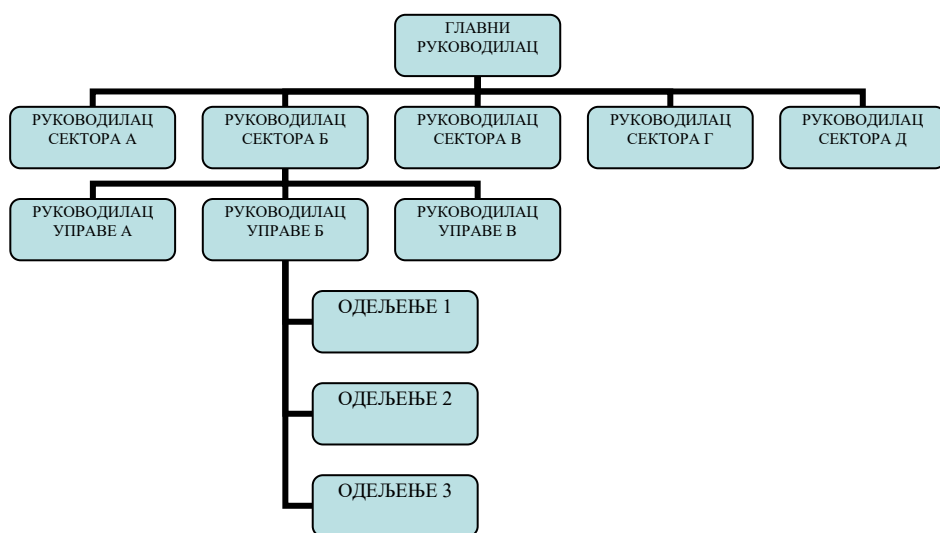 ГЛАВНИ
РУКОВОДИЛАЦ
РУКОВОДИЛАЦ
СЕКТОРА А
РУКОВОДИЛАЦ
СЕКТОРА Б
РУКОВОДИЛАЦ
СЕКТОРА В
РУКОВОДИЛАЦ
СЕКТОРА Г
РУКОВОДИЛАЦ
СЕКТОРА Д
РУКОВОДИЛАЦ
УПРАВЕ А
РУКОВОДИЛАЦ
УПРАВЕ Б
РУКОВОДИЛАЦ
УПРАВЕ В
ОДЕЉЕЊЕ 1
ОДЕЉЕЊЕ 2
ОДЕЉЕЊЕ 3